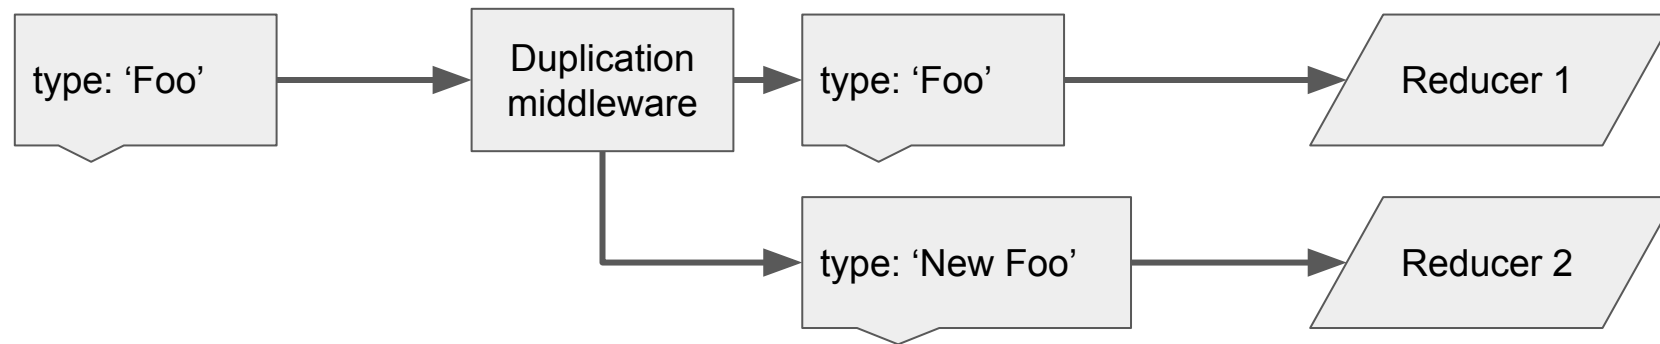 type: ‘Foo’
Duplication
middleware
type: ‘Foo’
Reducer 1
type: ‘New Foo’
Reducer 2